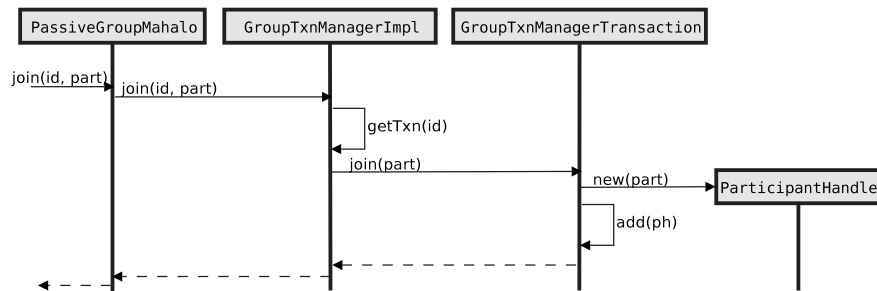 PassiveGroupMahalo
GroupTxnManagerImpl
GroupTxnManagerTransaction
join(id, part)
join(id, part)
getTxn(id)
join(part)
new(part)
ParticipantHandle
add(ph)